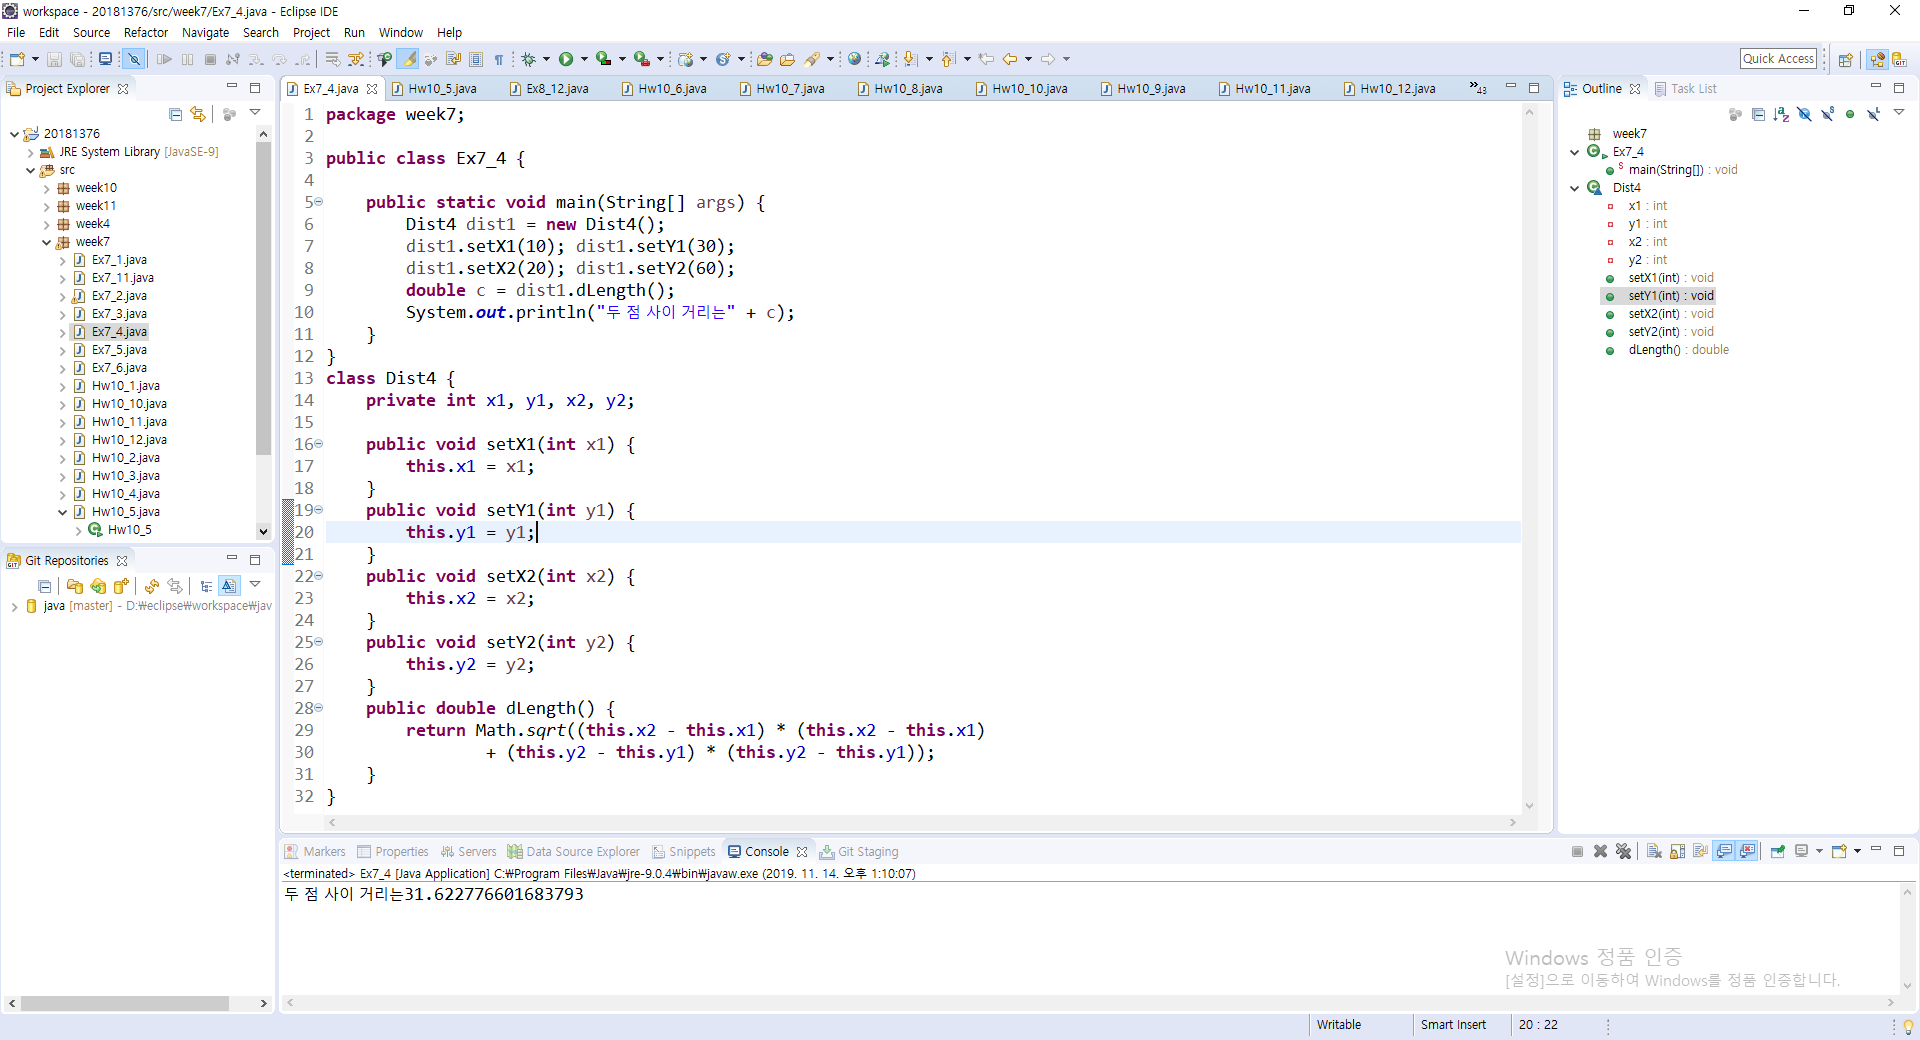 workspace - 20181376/src/week7/Ex7_4.java - Eclipse IDE
File Edit Source Refactor Navigate Search Project Run Window Help
Quick Access
Project Explorer
20181376
JRE System Library [JavaSE-9]
src
week10
week11
week4
week7
Ex7_1.java
Ex7_11.java
Ex7_2.java
Ex7_3.java
Ex7_4.java
Ex7_5.java
Ex7_6.java
Hw10_1.java
Hw10_10.java
Hw10_11.java
Hw10_12.java
Hw10_2.java
Hw10_3.java
Hw10_4.java
Hw10_5.java
Hw10_5
Git Repositories
java [master] - D:₩eclipse₩workspace₩jav
Ex7_4.java Hw10_5.java Ex8_12.java Hw10_6.java Hw10_7.java Hw10_8.java Hw10_10.java Hw10_9.java Hw10_11.java Hw10_12.java »43
1 package week7;
2
3 public class Ex7_4 {
4
5 public static void main(String[] args) {
6 Dist4 dist1 = new Dist4();
7 dist1.setX1(10); dist1.setY1(30);
8 dist1.setX2(20); dist1.setY2(60);
9 double c = dist1.dLength();
10 System.out.println("두 점 사이 거리는" + c);
11 }
12 }
13 class Dist4 {
14 private int x1, y1, x2, y2;
15
16 public void setX1(int x1) {
17 this.x1 = x1;
18 }
19 public void setY1(int y1) {
20 this.y1 = y1;
21 }
22 public void setX2(int x2) {
23 this.x2 = x2;
24 }
25 public void setY2(int y2) {
26 this.y2 = y2;
27 }
28 public double dLength() {
29 return Math.sqrt((this.x2 - this.x1) * (this.x2 - this.x1)
30 + (this.y2 - this.y1) * (this.y2 - this.y1));
31 }
32 }
Outline Task List
week7
Ex7_4
main(String[]) : void
Dist4
x1 : int
y1 : int
x2 : int
y2 : int
setX1(int) : void
setY1(int) : void
setX2(int) : void
setY2(int) : void
dLength() : double
Markers Properties Servers Data Source Explorer Snippets Console Git Staging
<terminated> Ex7_4 [Java Application] C:₩Program Files₩Java₩jre-9.0.4₩bin₩javaw.exe (2019. 11. 14. 오후 1:10:07)
두 점 사이 거리는31.622776601683793
Windows 정품 인증
[설정]으로 이동하여 Windows를 정품 인증합니다.
Writable Smart Insert 20 : 22